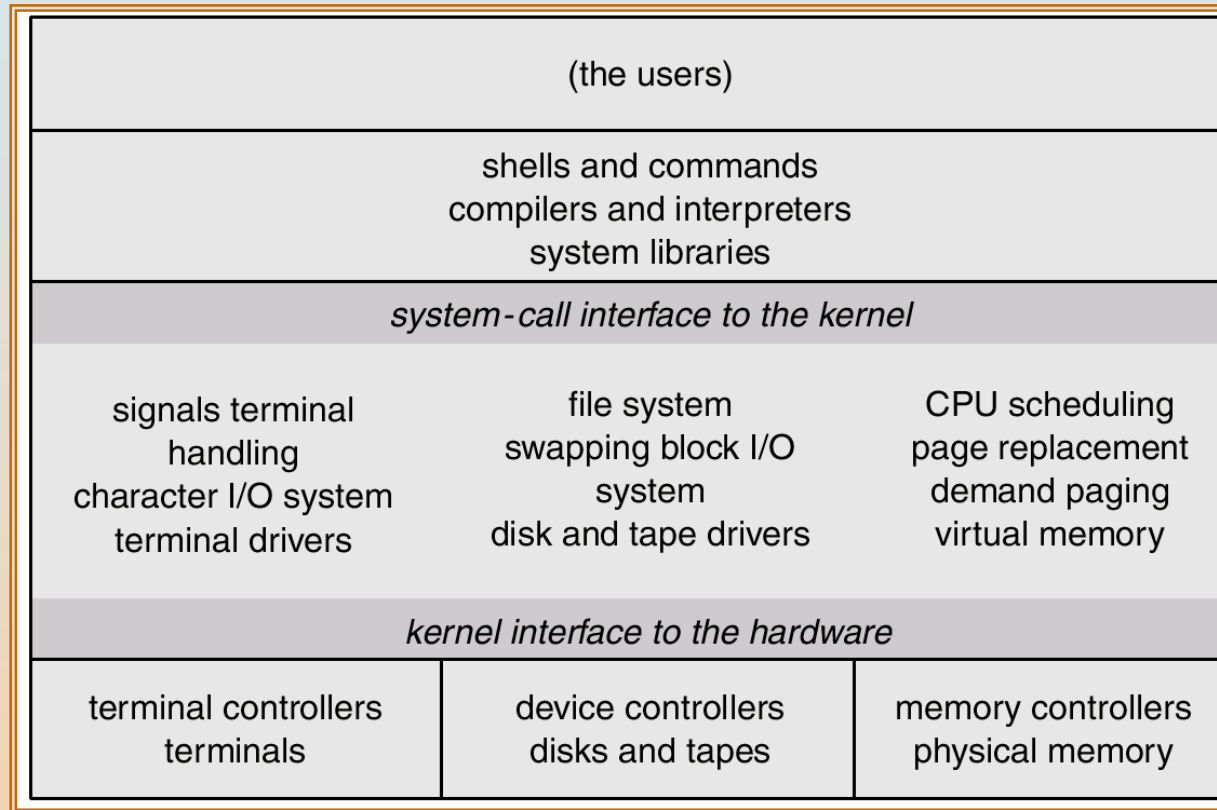 (the users)
shells and commands
compilers and interpreters
system libraries
system-call interface to the kernel
signals terminal
handling
character I/O system
terminal drivers
file system
swapping block I/O
system
disk and tape drivers
CPU scheduling
page replacement
demand paging
virtual memory
kernel interface to the hardware
terminal controllers
terminals
device controllers
disks and tapes
memory controllers
physical memory